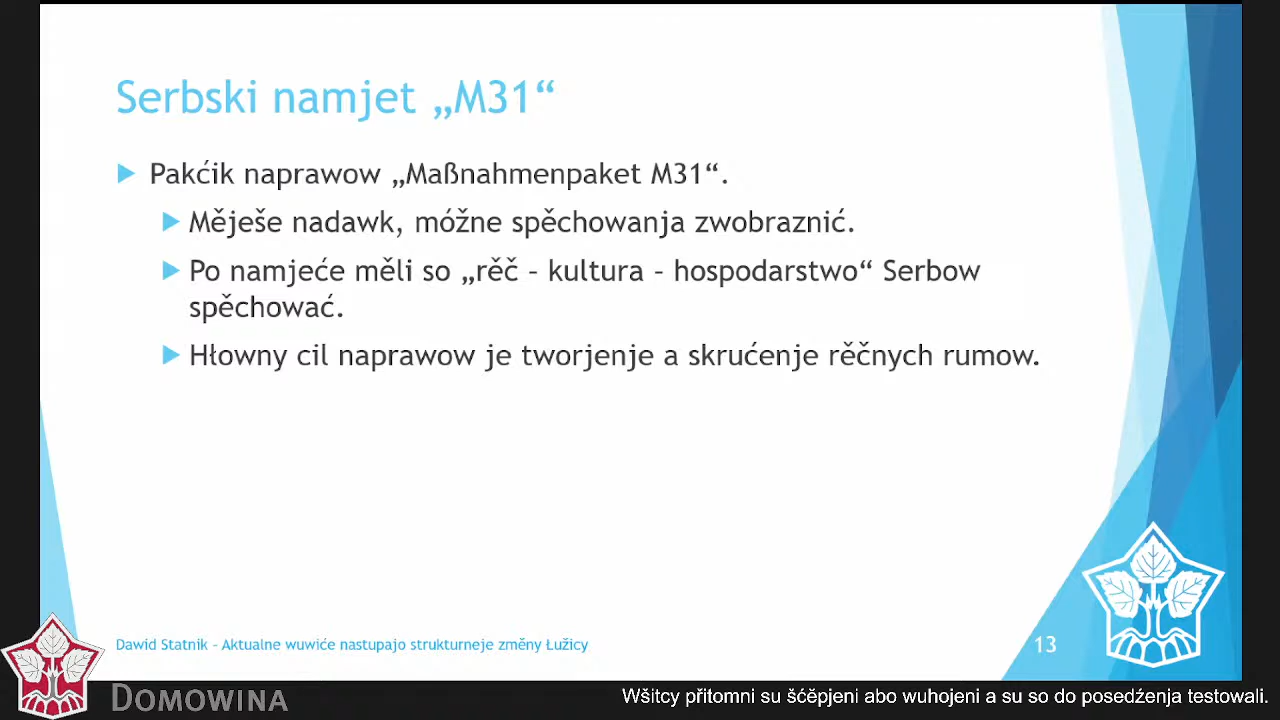 Serbski namjet „M31“
Pakćik naprawow „Maßnahmenpaket M31“.
Měješe nadawk, móžne spěchowanja zwobraznić.
Po namjeće měli so „rěč – kultura – hospodarstwo“ Serbow
spěchować.
Hłowny cil naprawow je tworjenje a skrućenje rěčnych rumow.
Dawid Statnik – Aktualne wuwiće nastupajo strukturneje změny Łužicy
13
DOMOWINA
Wšitcy přitomni su šćěpjeni abo wuhojeni a su so do posedźenja testowali.